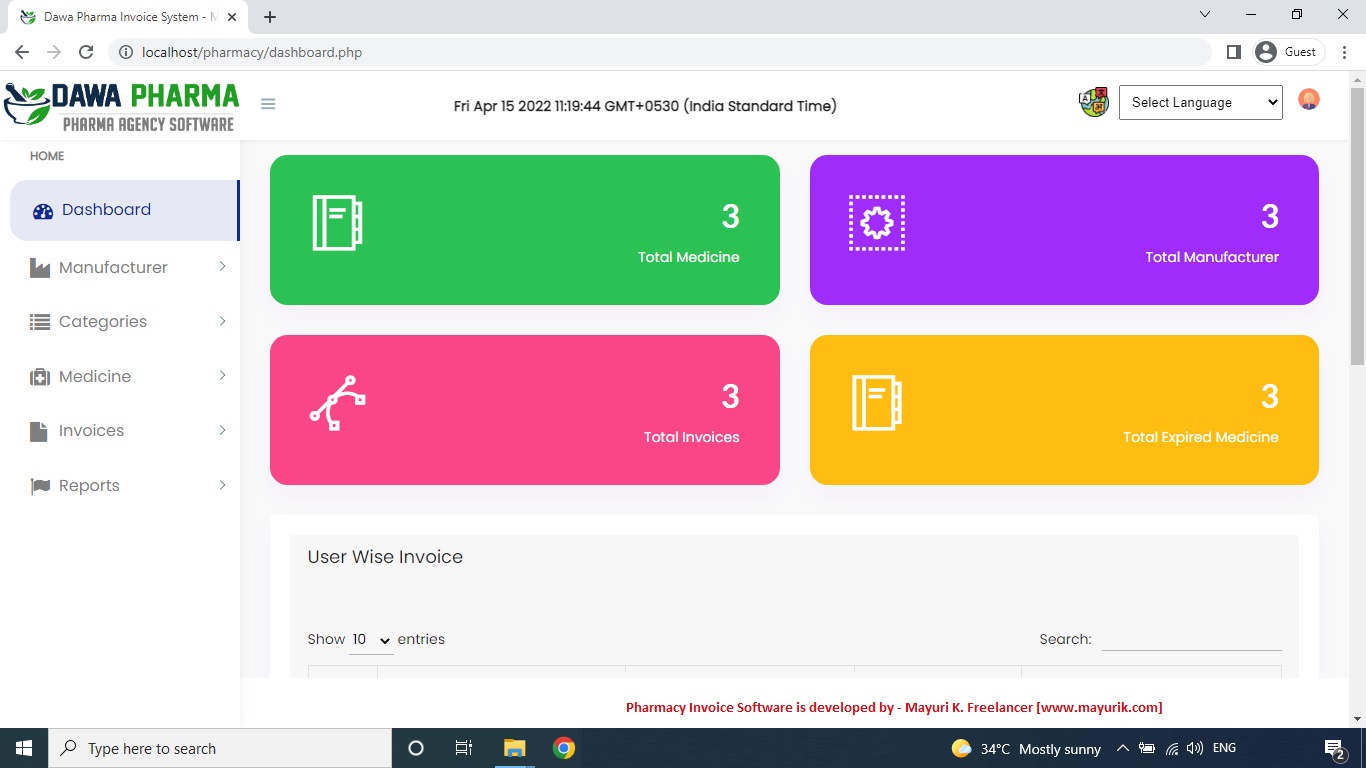 Dawa Pharma Invoice System - M
localhost/pharmacy/dashboard.php
Guest
DAWA PHARMA
PHARMA AGENCY SOFTWARE
Fri Apr 15 2022 11:19:44 GMT+0530 (India Standard Time)
Select Language
HOME
Dashboard
Manufacturer
Categories
Medicine
Invoices
Reports
3
Total Medicine
3
Total Manufacturer
3
Total Invoices
3
Total Expired Medicine
User Wise Invoice
Show 10 entries
Search:
Pharmacy Invoice Software is developed by - Mayuri K. Freelancer [www.mayurik.com]
Type here to search
34°C Mostly sunny
ENG
2